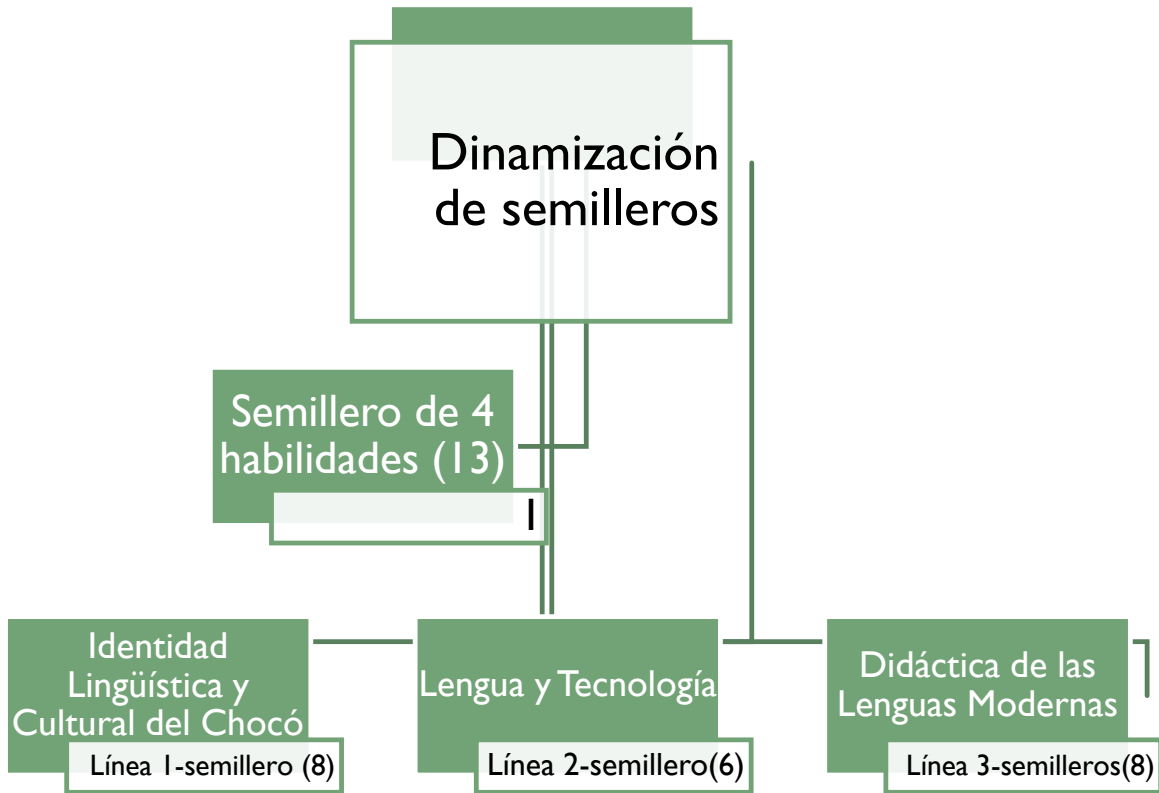 Dinamización
de semilleros
Semillero de 4
habilidades (13)
1
Identidad
Lingüística y
Cultural del Chocó
Línea 1-semillero (8)
Lengua y Tecnología
Línea 2-semillero(6)
Didáctica de las
Lenguas Modernas
Línea 3-semilleros(8)